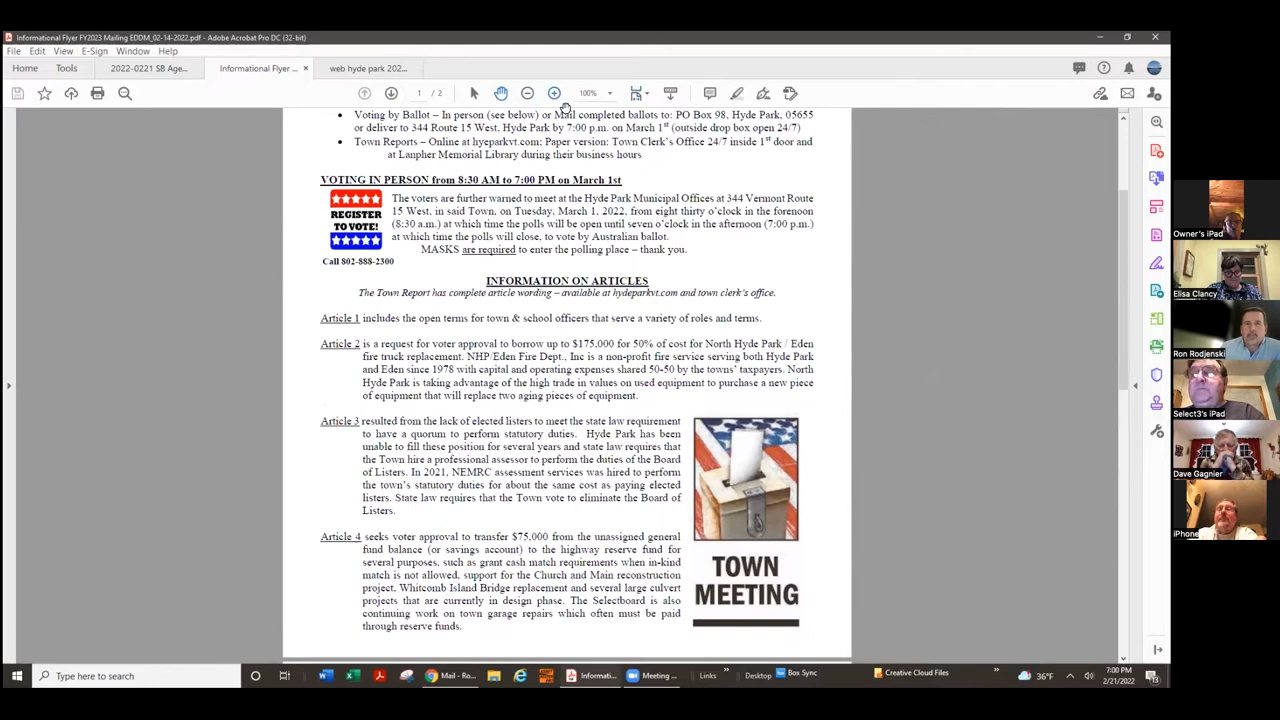 Informational Flyer FY2023 Mailing EDDM_02-14-2022.pdf - Adobe Acrobat Pro DC (32-bit)
File Edit View E-Sign Window Help
Home Tools 2022-0221 SB Age... Informational Flyer ... × web hyde park 202...
1 / 2 100%
Voting by Ballot – In person (see below) or Mail completed ballots to: PO Box 98, Hyde Park, 05655
or deliver to 344 Route 15 West, Hyde Park by 7:00 p.m. on March 1st (outside drop box open 24/7)
Town Reports – Online at hyeparkvt.com; Paper version: Town Clerk's Office 24/7 inside 1st door and
at Lanpher Memorial Library during their business hours
VOTING IN PERSON from 8:30 AM to 7:00 PM on March 1st
REGISTER
TO VOTE!
Call 802-888-2300
The voters are further warned to meet at the Hyde Park Municipal Offices at 344 Vermont Route
15 West, in said Town, on Tuesday, March 1, 2022, from eight thirty o'clock in the forenoon
(8:30 a.m.) at which time the polls will be open until seven o'clock in the afternoon (7:00 p.m.)
at which time the polls will close, to vote by Australian ballot.
MASKS are required to enter the polling place – thank you.
INFORMATION ON ARTICLES
The Town Report has complete article wording – available at hydeparkvt.com and town clerk's office.
Article 1 includes the open terms for town & school officers that serve a variety of roles and terms.
Article 2 is a request for voter approval to borrow up to $175,000 for 50% of cost for North Hyde Park / Eden
fire truck replacement. NHP/Eden Fire Dept., Inc is a non-profit fire service serving both Hyde Park
and Eden since 1978 with capital and operating expenses shared 50-50 by the towns' taxpayers. North
Hyde Park is taking advantage of the high trade in values on used equipment to purchase a new piece
of equipment that will replace two aging pieces of equipment.
Article 3 resulted from the lack of elected listers to meet the state law requirement
to have a quorum to perform statutory duties. Hyde Park has been
unable to fill these position for several years and state law requires that
the Town hire a professional assessor to perform the duties of the Board
of Listers. In 2021, NEMRC assessment services was hired to perform
the town's statutory duties for about the same cost as paying elected
listers. State law requires that the Town vote to eliminate the Board of
Listers.
Article 4 seeks voter approval to transfer $75,000 from the unassigned general
fund balance (or savings account) to the highway reserve fund for
several purposes, such as grant cash match requirements when in-kind
match is not allowed, support for the Church and Main reconstruction
project, Whitcomb Island Bridge replacement and several large culvert
projects that are currently in design phase. The Selectboard is also
continuing work on town garage repairs which often must be paid
through reserve funds.
TOWN
MEETING
Owner's iPad
Elisa Clancy
Ron Rodjenski
Select3's iPad
Dave Gagnier
iPhone
Type here to search
Mail - Ro...
Informati...
Meeting ...
Links
Desktop
Box Sync
Creative Cloud Files
36°F
7:00 PM
2/21/2022